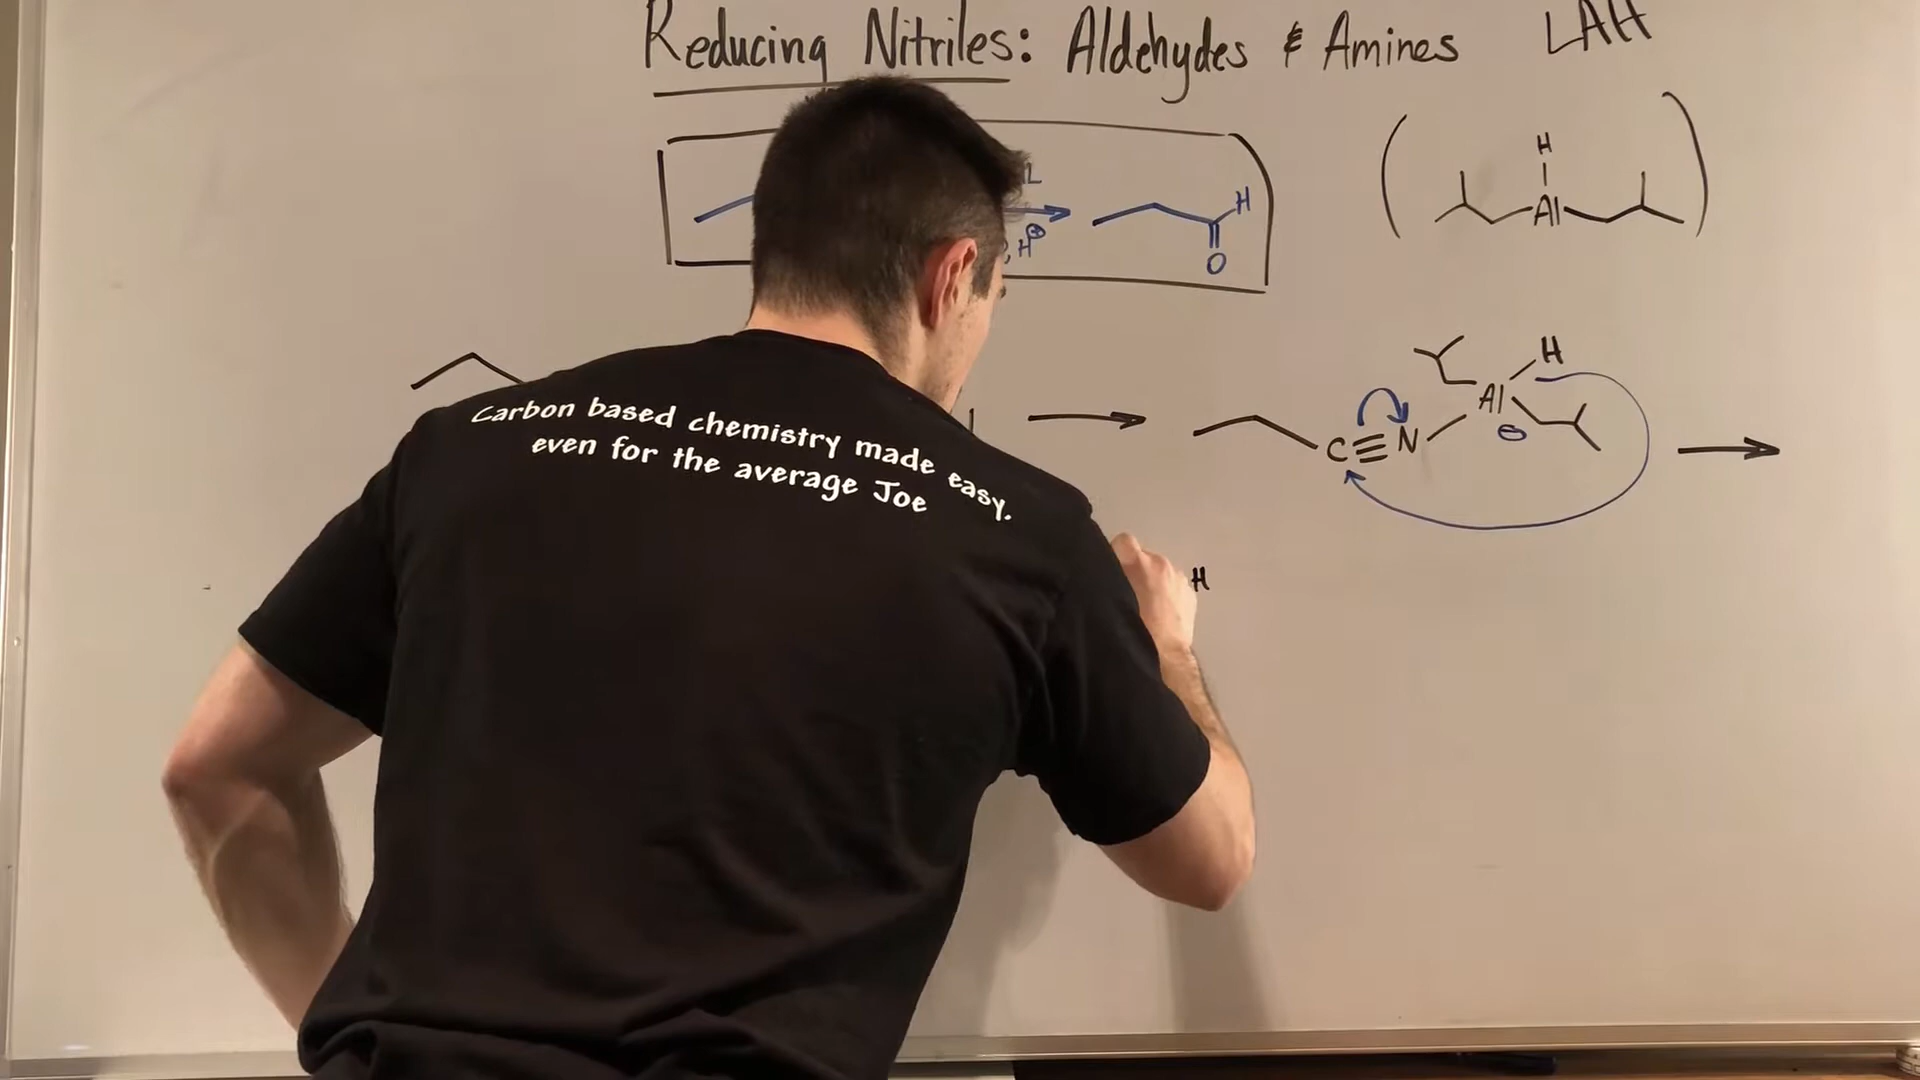 Reducing Nitriles: Aldehydes & Amines LAH
H
Al
H⊕
H
O
H
Al
⊖
C≡N
H
Carbon based chemistry made easy.
even for the average Joe